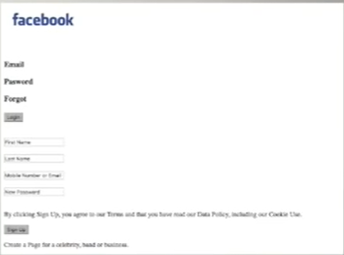 facebook
Email
Pasword
Forgot
Login
First Name
Last Name
Mobile Number or Email
New Password
By clicking Sign Up, you agree to our Terms and that you have read our Data Policy, including our Cookie Use.
Sign Up
Create a Page for a celebrity, band or business.